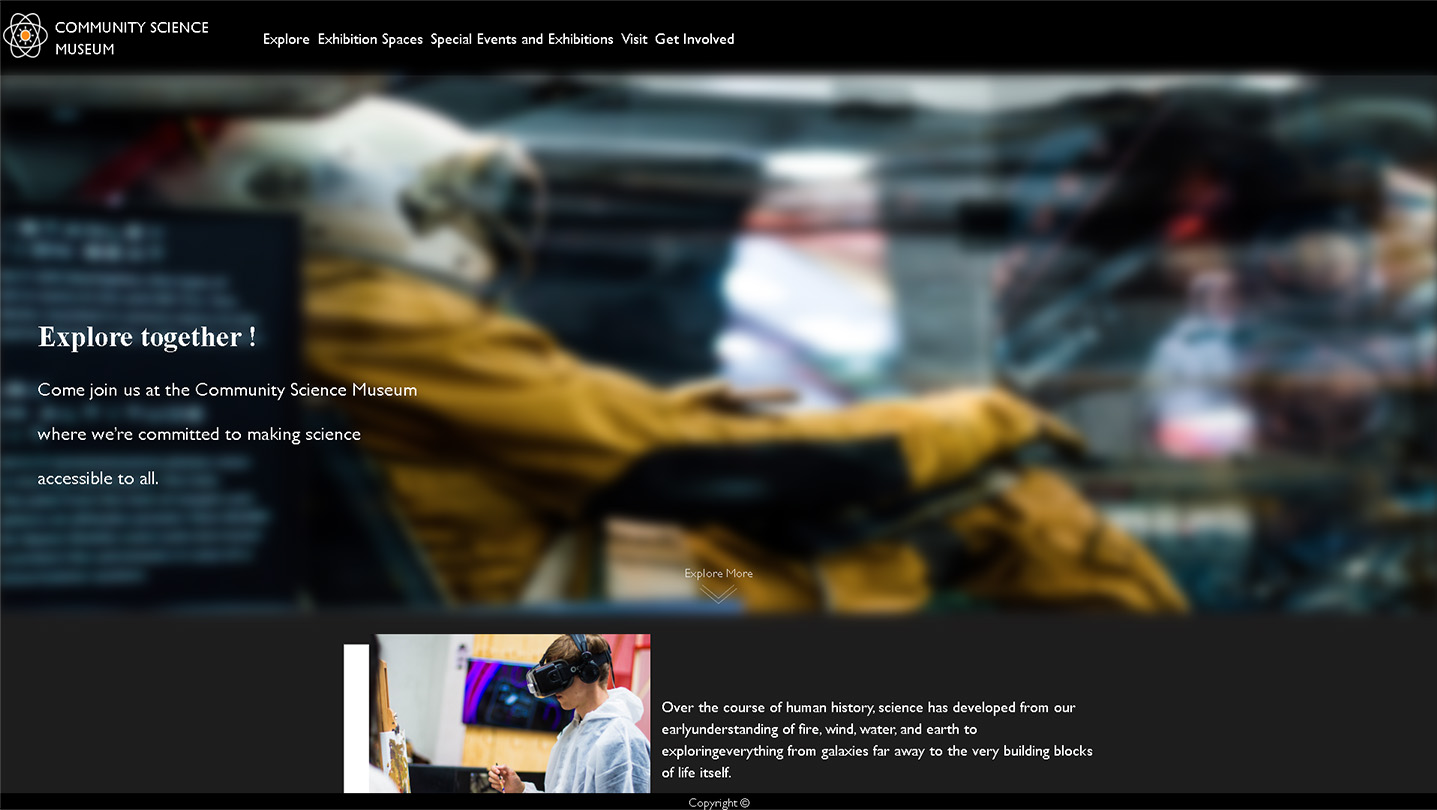 COMMUNITY SCIENCE
MUSEUM
Explore Exhibition Spaces Special Events and Exhibitions Visit Get Involved
Explore together !
Come join us at the Community Science Museum
where we're committed to making science
accessible to all.
Explore More
Over the course of human history, science has developed from our
earlyunderstanding of fire, wind, water, and earth to
exploringeverything from galaxies far away to the very building blocks
of life itself.
Copyright ©